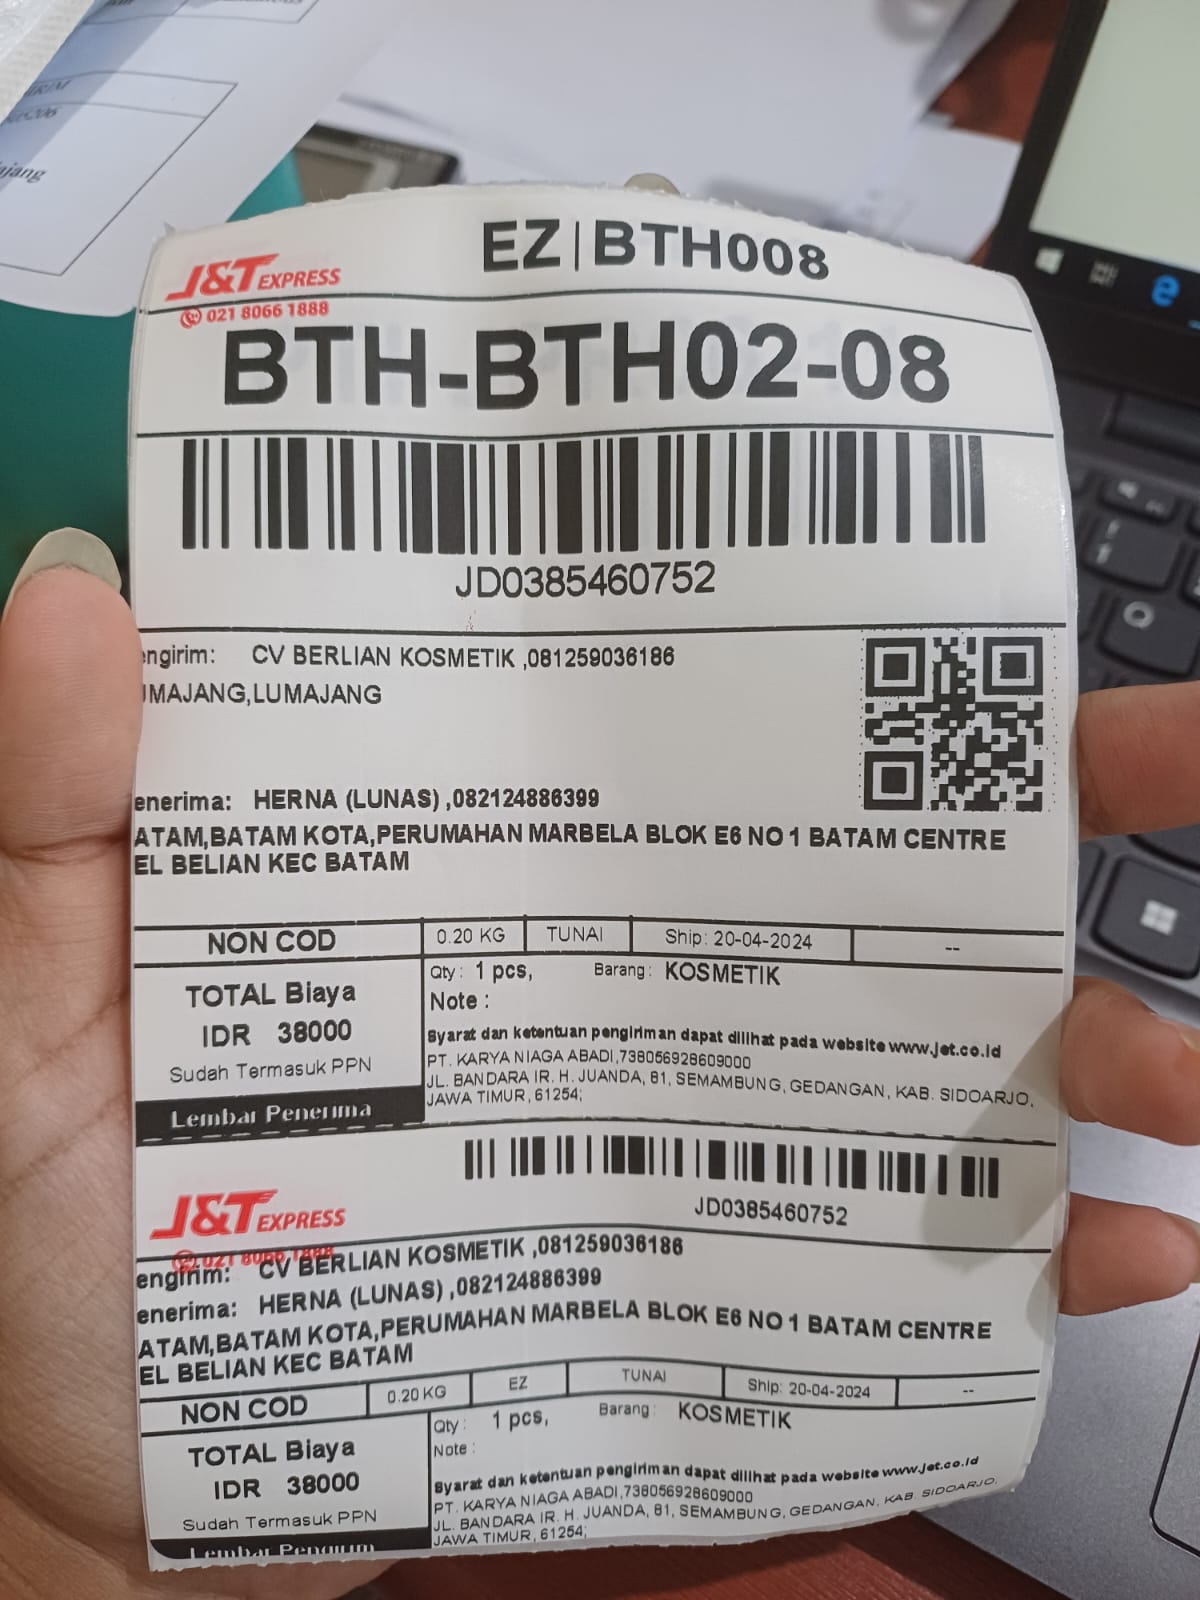 206
ajang
J&T EXPRESS
EZ|BTH008
021 8066 1888
BTH-BTH02-08
JD0385460752
engirim: CV BERLIAN KOSMETIK ,081259036186
UMAJANG,LUMAJANG
enerima: HERNA (LUNAS) ,082124886399
ATAM,BATAM KOTA,PERUMAHAN MARBELA BLOK E6 NO 1 BATAM CENTRE
EL BELIAN KEC BATAM
NON COD 0.20 KG TUNAI Ship: 20-04-2024 --
TOTAL Biaya
IDR 38000
Sudah Termasuk PPN
Lembar Penerima
Qty : 1 pcs, Barang : KOSMETIK
Note :
Syarat dan ketentuan pengiriman dapat dilihat pada website www.jet.co.id
PT. KARYA NIAGA ABADI,738056928609000
JL. BANDARA IR. H. JUANDA, 81, SEMAMBUNG, GEDANGAN, KAB. SIDOARJO,
JAWA TIMUR, 61254;
J&T EXPRESS
021 8066 1888
JD0385460752
engirim: CV BERLIAN KOSMETIK ,081259036186
enerima: HERNA (LUNAS) ,082124886399
ATAM,BATAM KOTA,PERUMAHAN MARBELA BLOK E6 NO 1 BATAM CENTRE
EL BELIAN KEC BATAM
NON COD 0.20 KG EZ TUNAI Ship: 20-04-2024 --
TOTAL Biaya
IDR 38000
Sudah Termasuk PPN
Lembar Pengirim
Qty : 1 pcs, Barang : KOSMETIK
Note :
Syarat dan ketentuan pengiriman dapat dilihat pada website www.jet.co.id
PT. KARYA NIAGA ABADI,738056928609000
JL. BANDARA IR. H. JUANDA, 81, SEMAMBUNG, GEDANGAN, KAB. SIDOARJO,
JAWA TIMUR, 61254;